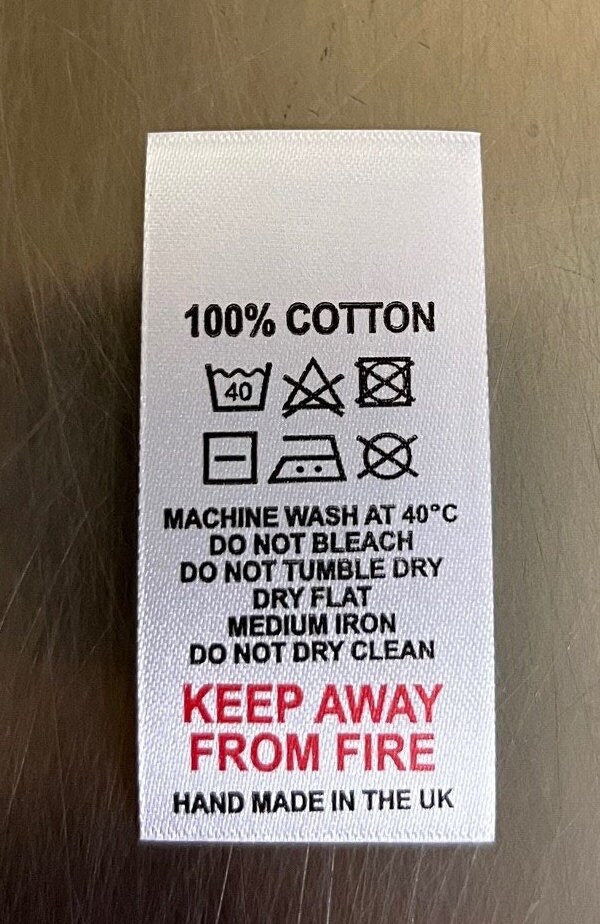 100% COTTON
40
MACHINE WASH AT 40°C
DO NOT BLEACH
DO NOT TUMBLE DRY
DRY FLAT
MEDIUM IRON
DO NOT DRY CLEAN
KEEP AWAY
FROM FIRE
HAND MADE IN THE UK